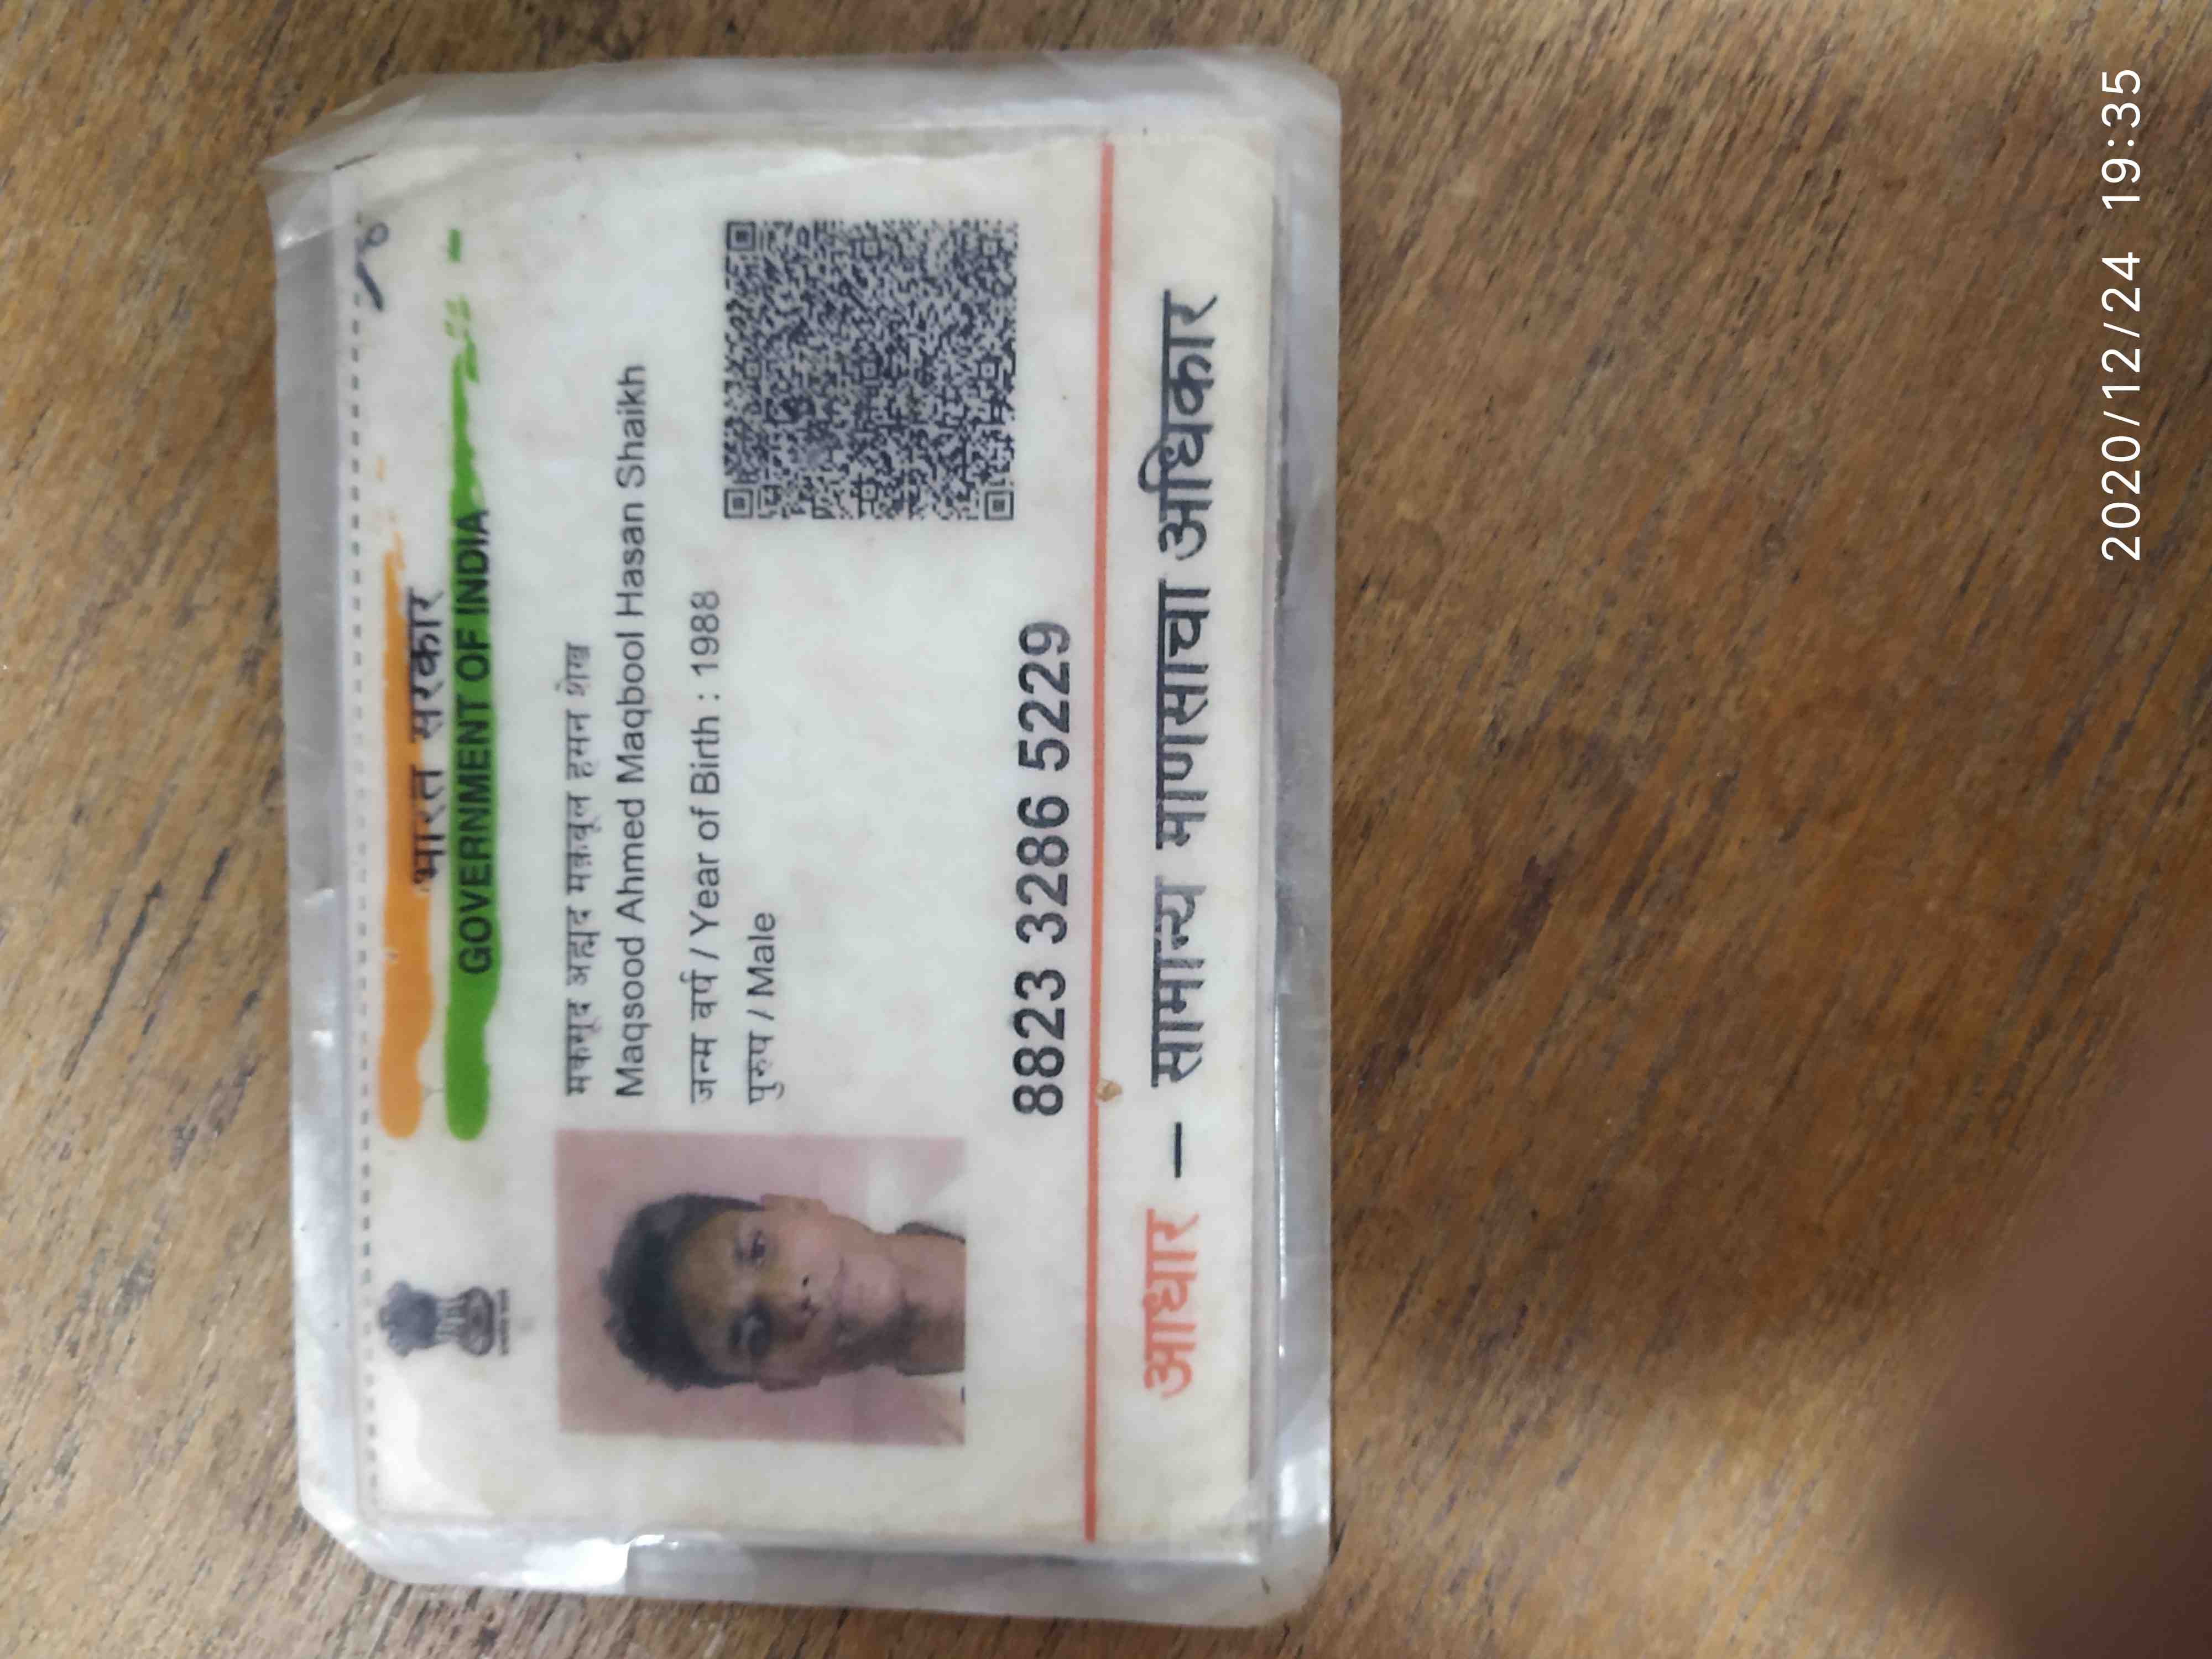 भारत सरकार
GOVERNMENT OF INDIA
मकसूद अहमद मकबूल हसन शेख
Maqsood Ahmed Maqbool Hasan Shaikh
जन्म वर्ष / Year of Birth : 1988
पुरुष / Male
8823 3286 5229
आधार – सामान्य माणसाचा अधिकार
2020/12/24 19:35